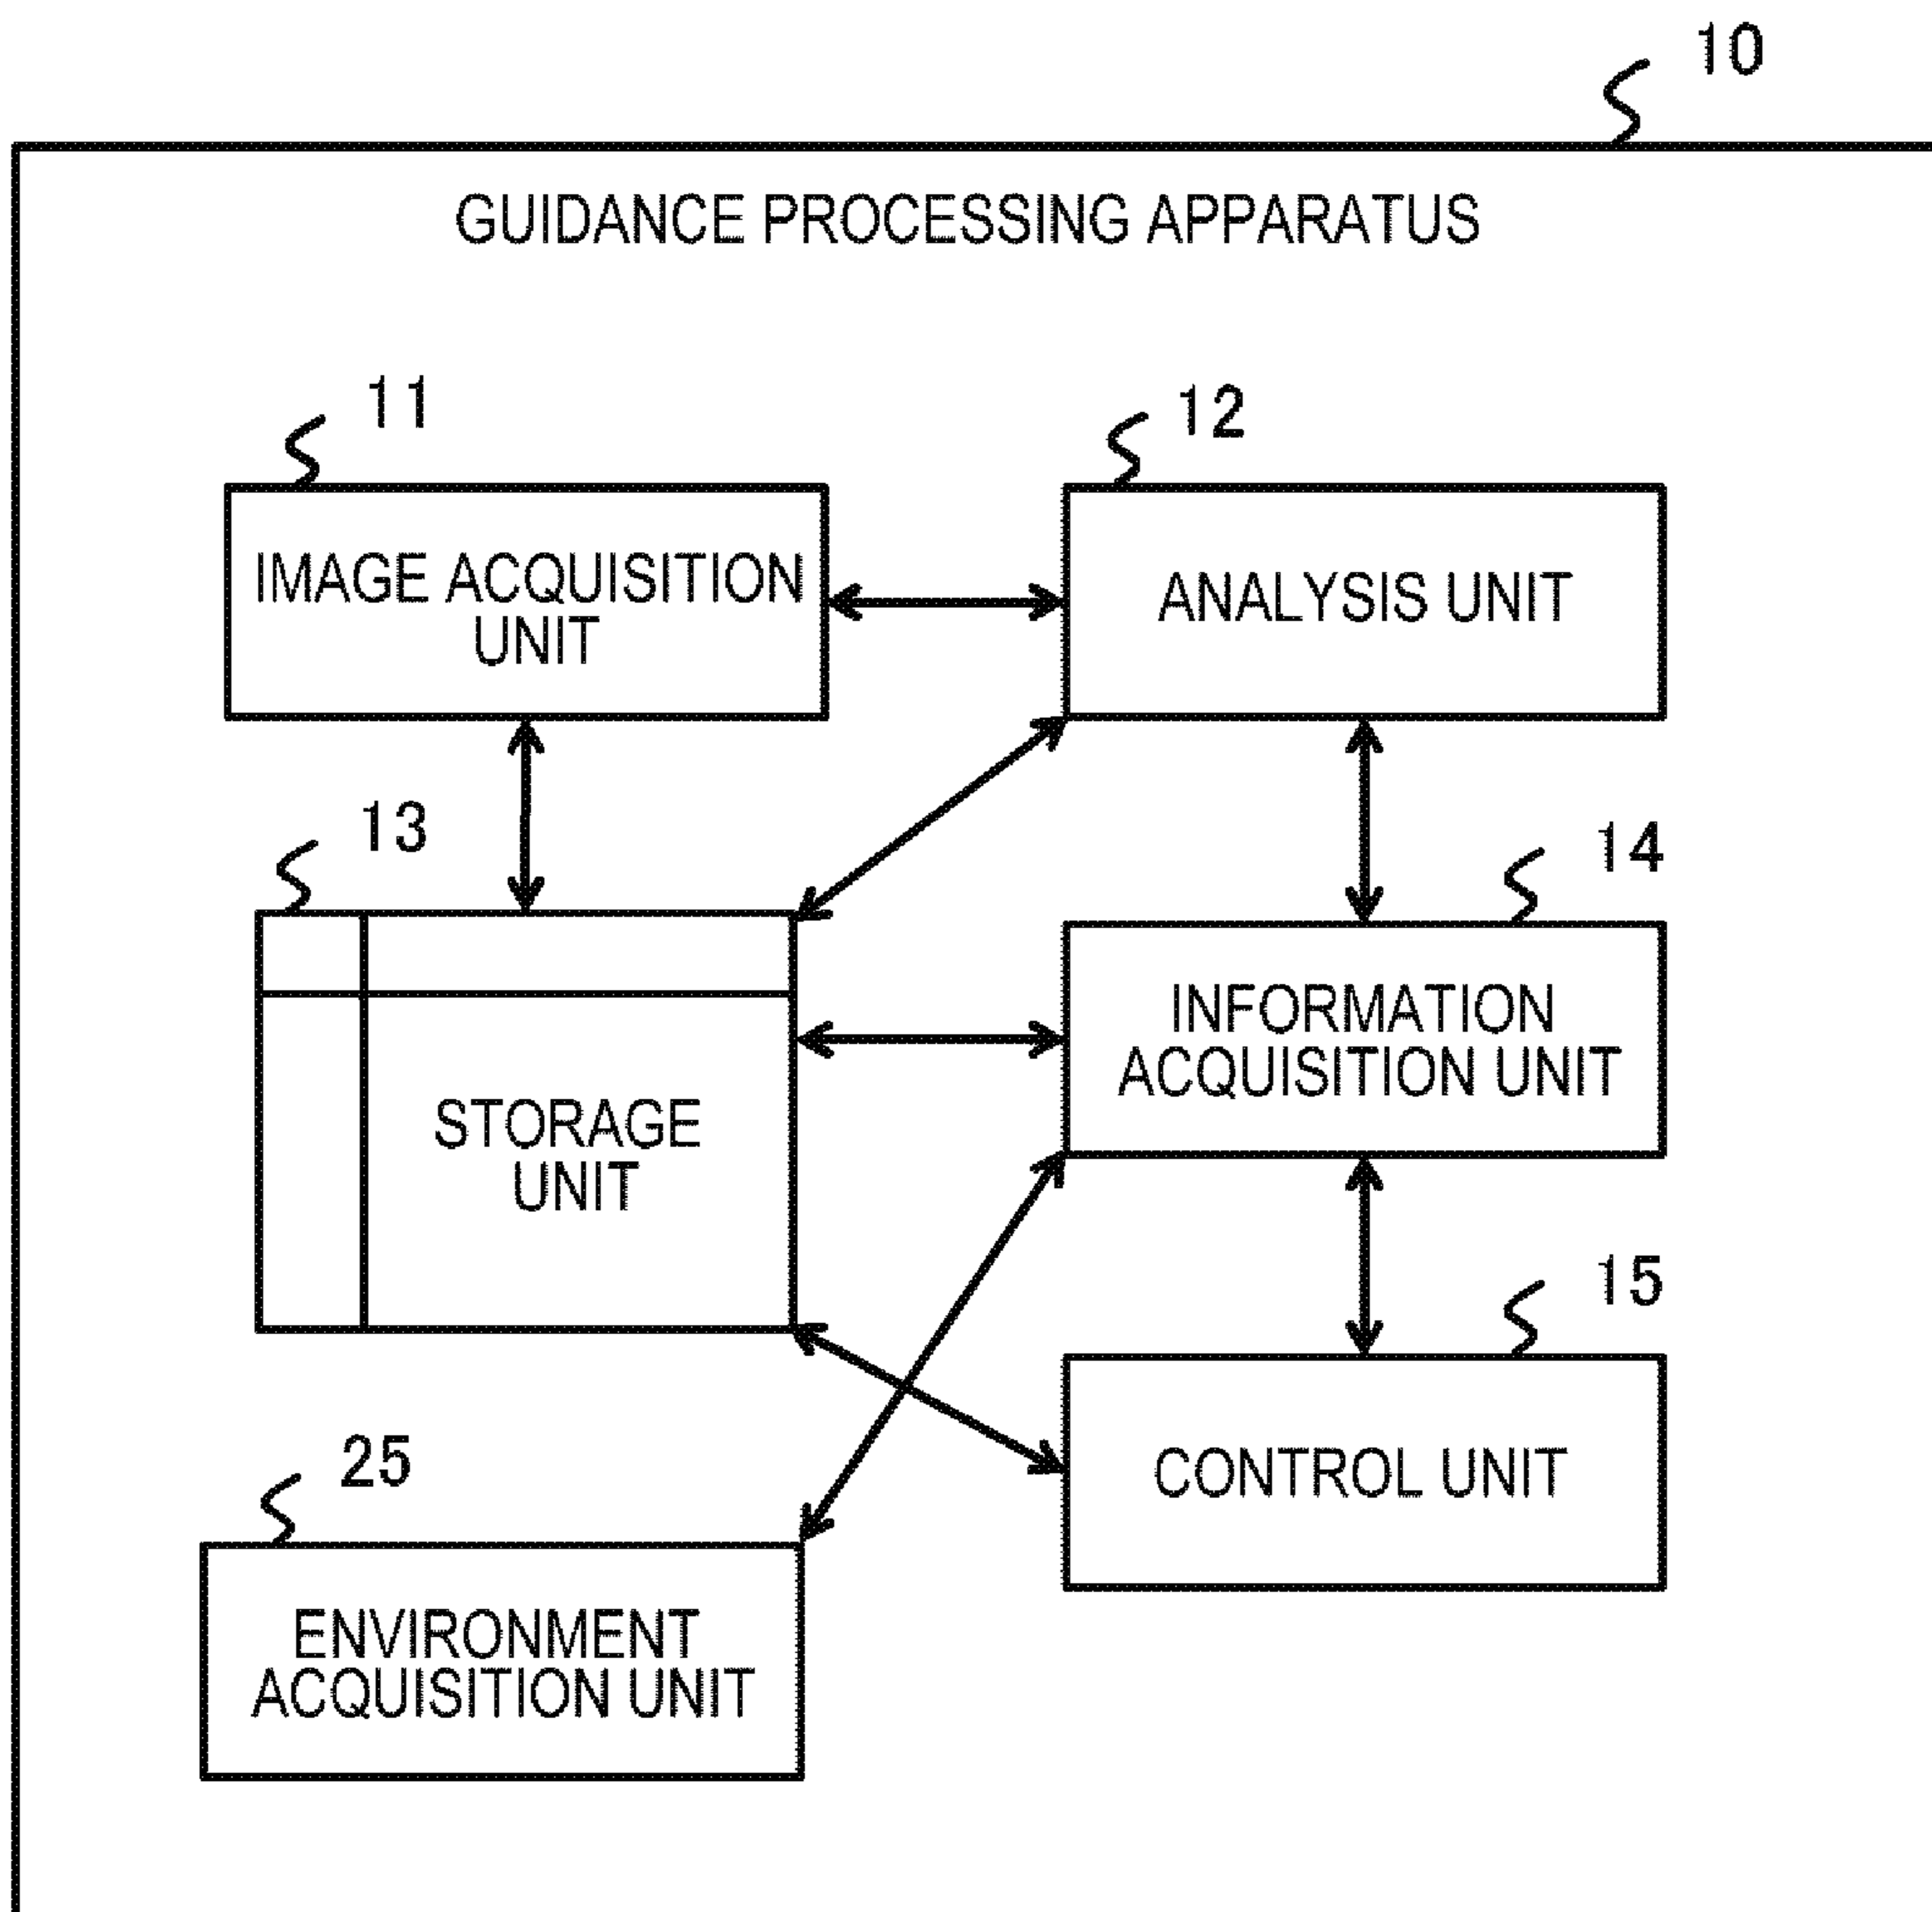 10
GUIDANCE PROCESSING APPARATUS
11
IMAGE ACQUISITION
UNIT
12
ANALYSIS UNIT
13
STORAGE
UNIT
14
INFORMATION
ACQUISITION UNIT
15
CONTROL UNIT
25
ENVIRONMENT
ACQUISITION UNIT